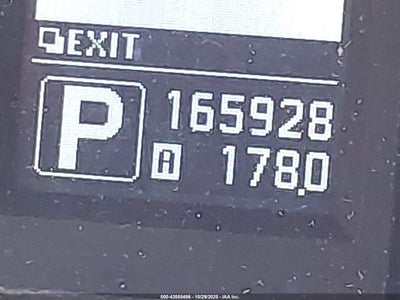 EXIT
P
165928
A 178.0
000-43555486 - 10/29/2025 - IAA Inc.